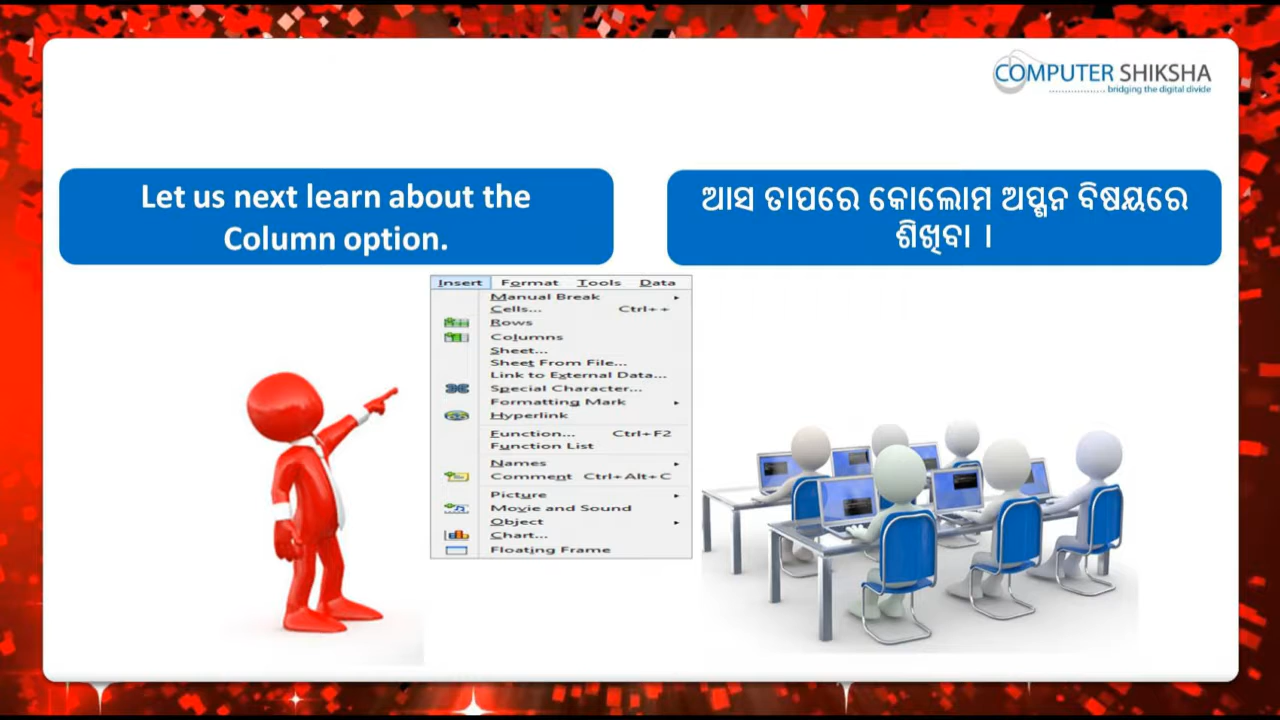 COMPUTER SHIKSHA
bridging the digital divide
Let us next learn about the
Column option.
ଆସ ତାପରେ କୋଲୋମ ଅପ୍ସନ ବିଷୟରେ
ଶିଖିବା ।
Insert Format Tools Data
Manual Break
Cells... Ctrl++
Rows
Columns
Sheet...
Sheet From File...
Link to External Data...
Special Character...
Formatting Mark
Hyperlink
Function... Ctrl+F2
Function List
Names
Comment Ctrl+Alt+C
Picture
Movie and Sound
Object
Chart...
Floating Frame